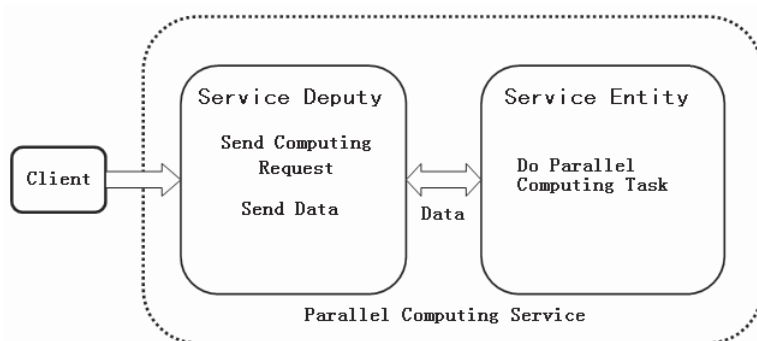 Client
Service Deputy
Send Computing
Request
Send Data
Data
Service Entity
Do Parallel
Computing Task
Parallel Computing Service